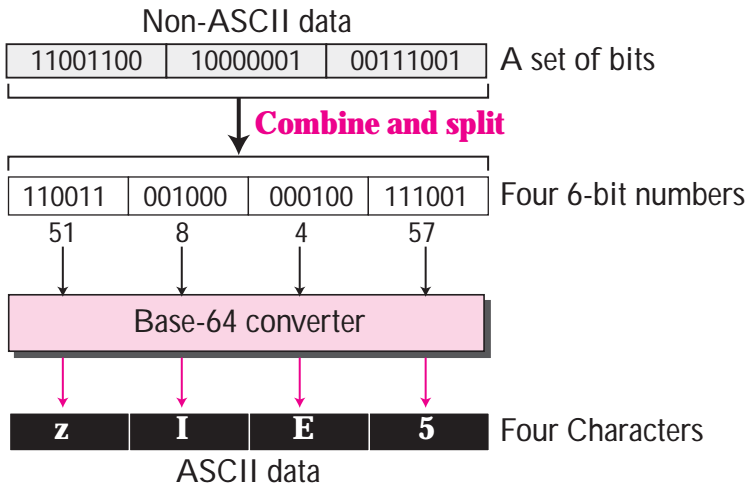 Non-ASCII data
11001100 10000001 00111001 A set of bits
Combine and split
110011 001000 000100 111001 Four 6-bit numbers
51 8 4 57
Base-64 converter
z I E 5 Four Characters
ASCII data